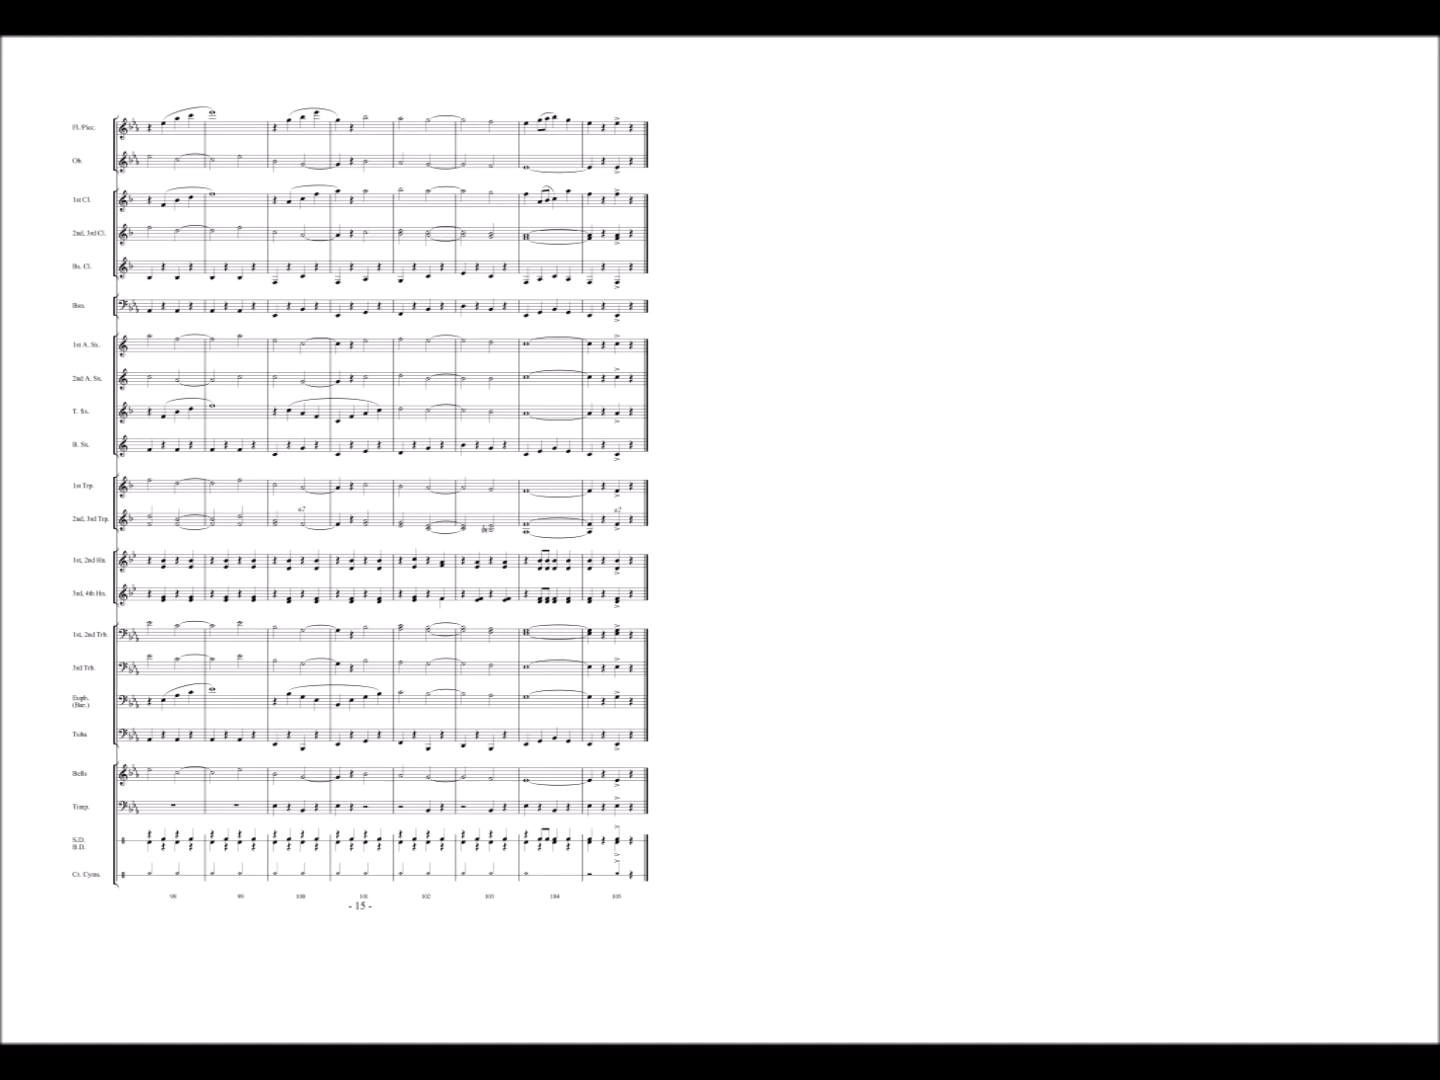 Fl./Picc.
Ob.
1st Cl.
2nd, 3rd Cl.
Bs. Cl.
Bsn.
1st A. Sx.
2nd A. Sx.
T. Sx.
B. Sx.
1st Trp.
2nd, 3rd Trp.
a2
a2
1st, 2nd Hn.
3rd, 4th Hn.
1st, 2nd Trb.
3rd Trb.
Euph.
(Bar.)
Tuba
Bells
Timp.
S.D.
B.D.
Cr. Cyms.
98 99 100 101 102 103 104 105
- 15 -